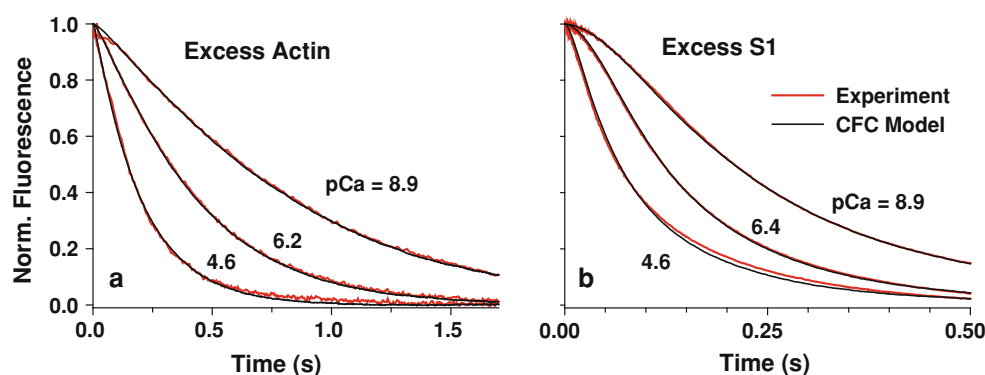 Norm. Fluorescence
1.0
0.8
0.6
0.4
0.2
0.0
Excess Actin
pCa = 8.9
6.2
4.6
a
0.0
0.5
1.0
1.5
Time (s)
Excess S1
Experiment
CFC Model
pCa = 8.9
6.4
4.6
b
0.00
0.25
0.50
Time (s)